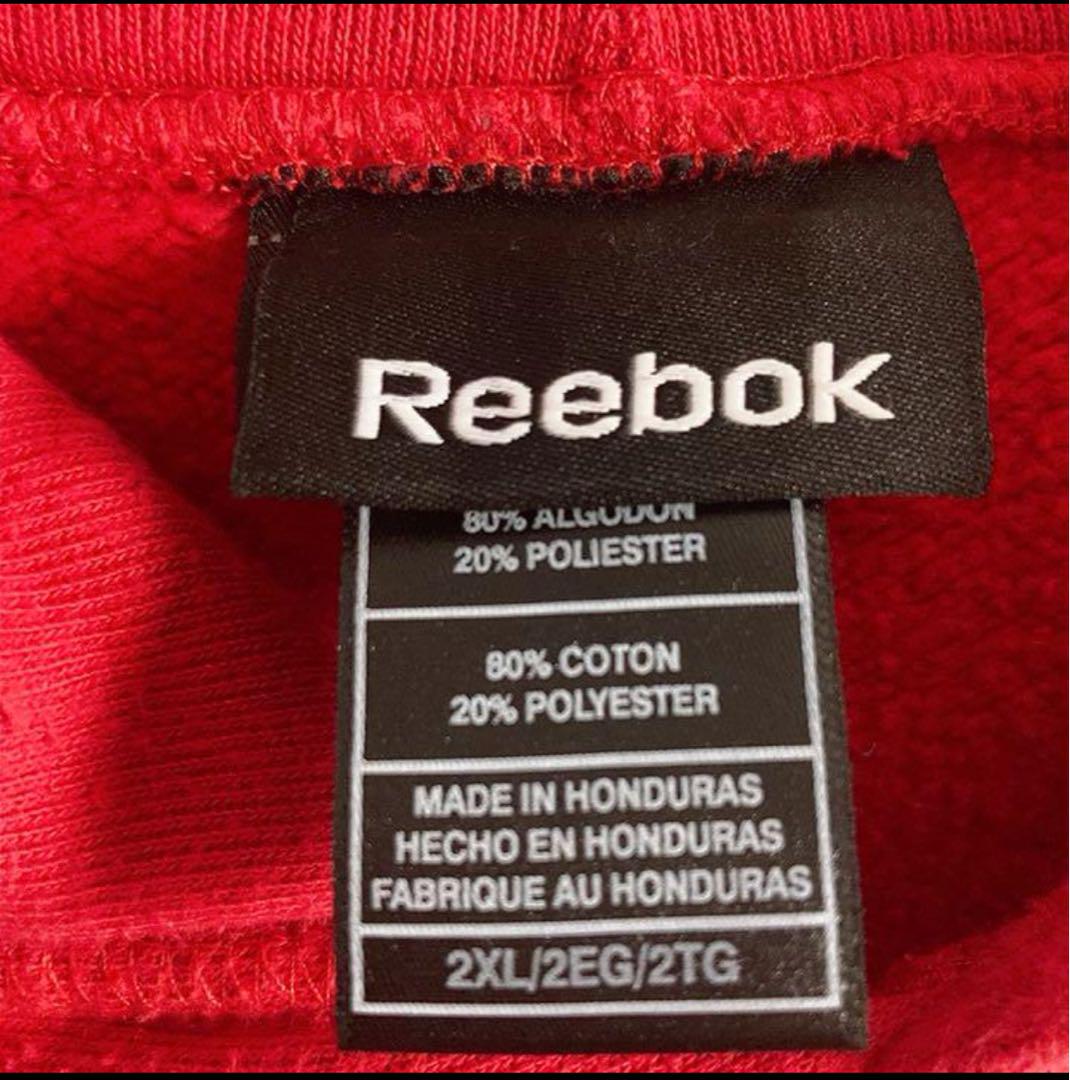 Reebok
80% ALGODON
20% POLIESTER
80% COTON
20% POLYESTER
MADE IN HONDURAS
HECHO EN HONDURAS
FABRIQUE AU HONDURAS
2XL/2EG/2TG